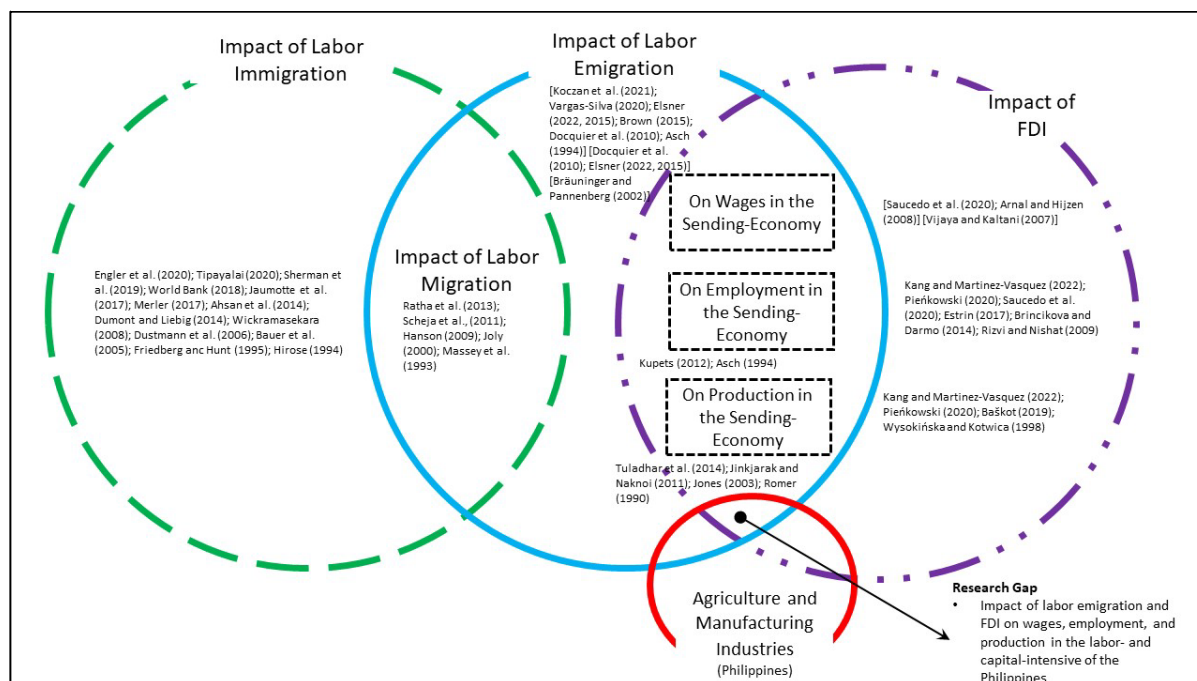 Impact of Labor
Immigration
Impact of Labor
Emigration
[Koczan et al. (2021);
Vargas-Silva (2020); Elsner
(2022, 2015); Brown (2015);
Docquier et al. (2010); Asch
(1994)] [Docquier et al.
(2010); Elsner (2022, 2015)]
[Bräuninger and
Pannenberg (2002)]
Impact of
FDI
On Wages in the
Sending-Economy
[Saucedo et al. (2020); Arnal and Hijzen
(2008)] [Vijaya and Kaltani (2007)]
Engler et al. (2020); Tipayalai (2020); Sherman et
al. (2019); World Bank (2018); Jaumotte et al.
(2017); Merler (2017); Ahsan et al. (2014);
Dumont and Liebig (2014); Wickramasekara
(2008); Dustmann et al. (2006); Bauer et al.
(2005); Friedberg anc Hunt (1995); Hirose (1994)
Impact of Labor
Migration
Ratha et al. (2013);
Scheja et al., (2011);
Hanson (2009); Joly
(2000); Massey et al.
(1993)
On Employment in
the Sending-
Economy
Kupets (2012); Asch (1994)
Kang and Martinez-Vasquez (2022);
Pieńkowski (2020); Saucedo et al.
(2020); Estrin (2017); Brincikova and
Darmo (2014); Rizvi and Nishat (2009)
On Production in
the Sending-
Economy
Tuladhar et al. (2014); Jinkjarak and
Naknoi (2011); Jones (2003); Romer
(1990)
Kang and Martinez-Vasquez (2022);
Pieńkowski (2020); Baškot (2019);
Wysokińska and Kotwica (1998)
Agriculture and
Manufacturing
Industries
(Philippines)
Research Gap
• Impact of labor emigration and
FDI on wages, employment, and
production in the labor- and
capital-intensive of the
Philippines